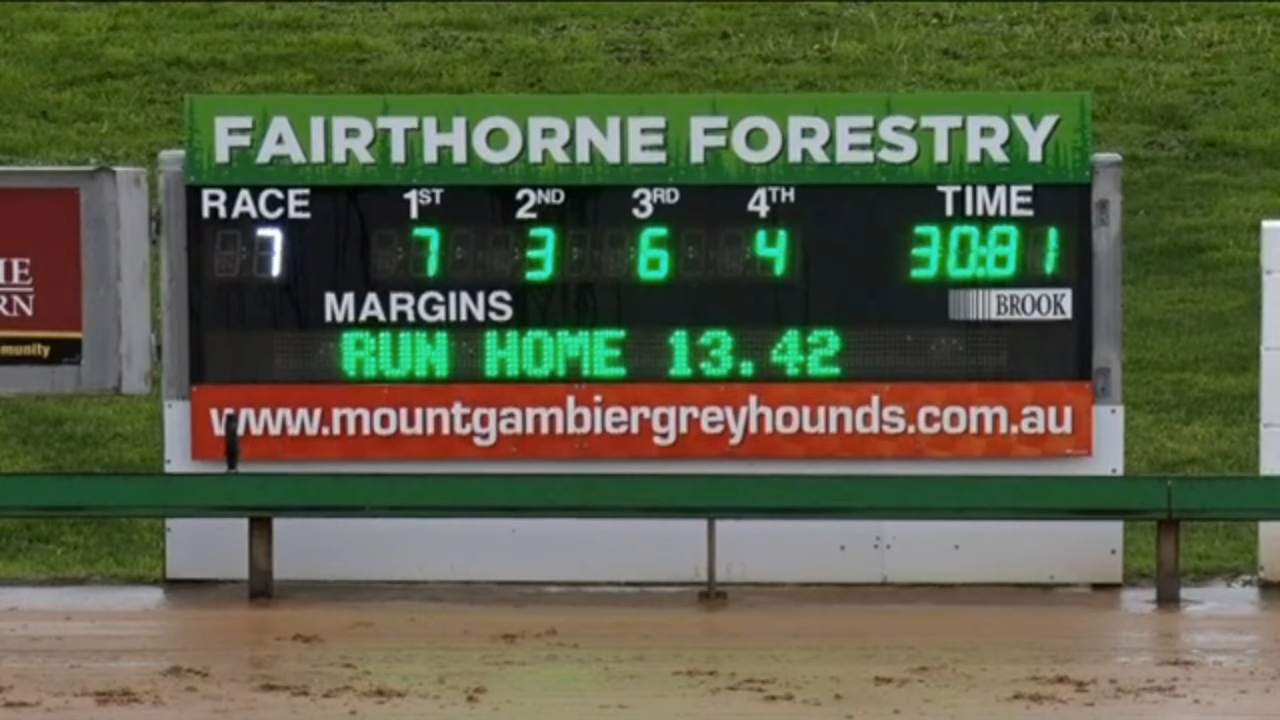 FAIRTHORNE FORESTRY
RACE 1ST 2ND 3RD 4TH TIME
7 7 3 6 4 30:81
MARGINS BROOK
RUN HOME 13.42
www.mountgambiergreyhounds.com.au